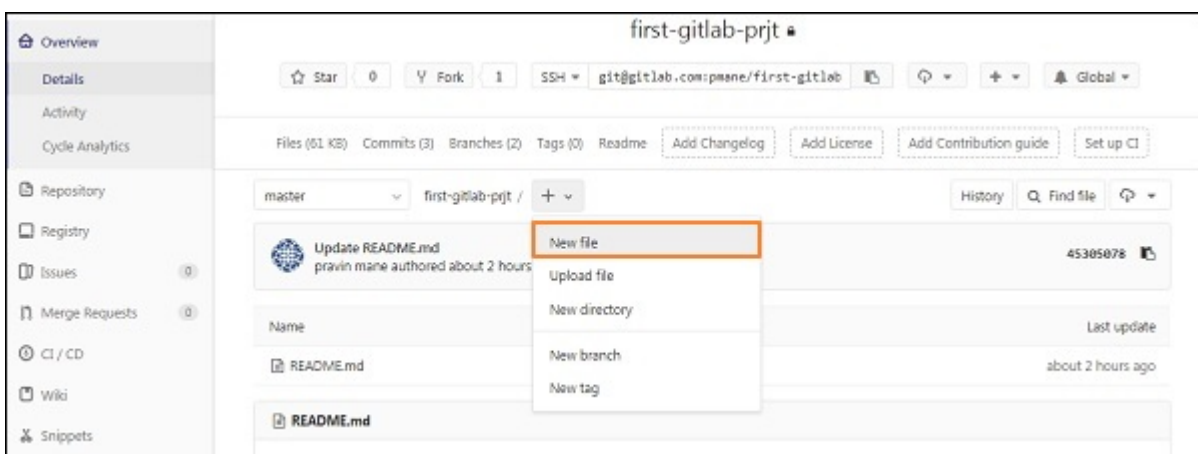 first-gitlab-prjt
Overview
Details
Activity
Cycle Analytics
Repository
Registry
Issues 0
Merge Requests 0
CI / CD
Wiki
Snippets
Star 0 Fork 1 SSH git@gitlab.com:pmane/first-gitlab + Global
Files (61 KB) Commits (3) Branches (2) Tags (0) Readme Add Changelog Add License Add Contribution guide Set up CI
master first-gitlab-prjt / + History Find file
Update README.md
pravin mane authored about 2 hours
45305078
New file
Upload file
New directory
New branch
New tag
Name Last update
README.md about 2 hours ago
README.md